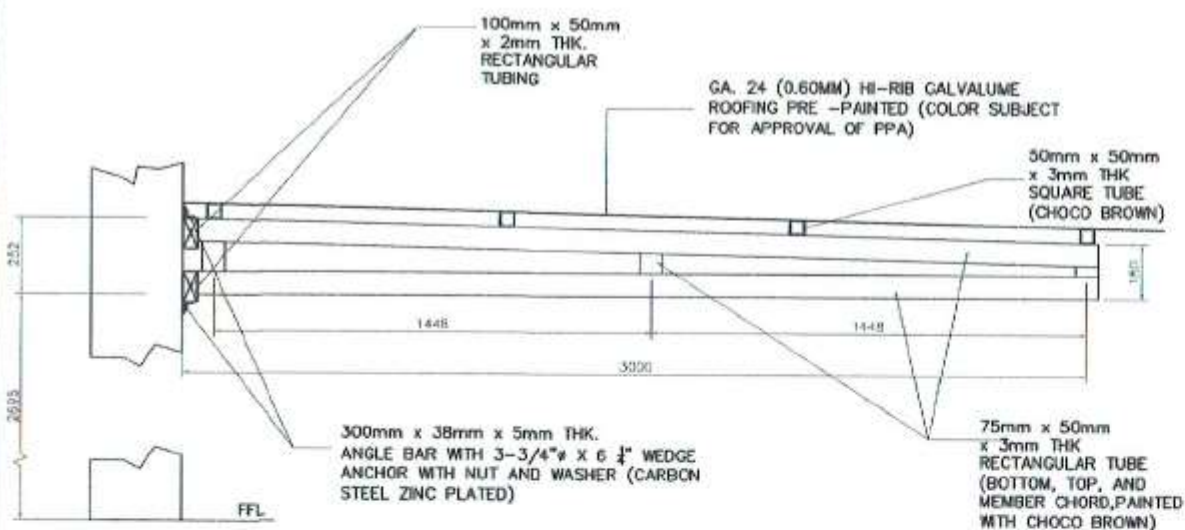 100mm x 50mm
x 2mm THK.
RECTANGULAR
TUBING
GA. 24 (0.60MM) HI-RIB GALVALUME
ROOFING PRE -PAINTED (COLOR SUBJECT
FOR APPROVAL OF PPA)
50mm x 50mm
x 3mm THK
SQUARE TUBE
(CHOCO BROWN)
252
150
1448
1448
3000
2695
300mm x 38mm x 5mm THK.
ANGLE BAR WITH 3-3/4"ø X 6 ¼" WEDGE
ANCHOR WITH NUT AND WASHER (CARBON
STEEL ZINC PLATED)
75mm x 50mm
x 3mm THK
RECTANGULAR TUBE
(BOTTOM, TOP, AND
MEMBER CHORD,PAINTED
WITH CHOCO BROWN)
FFL